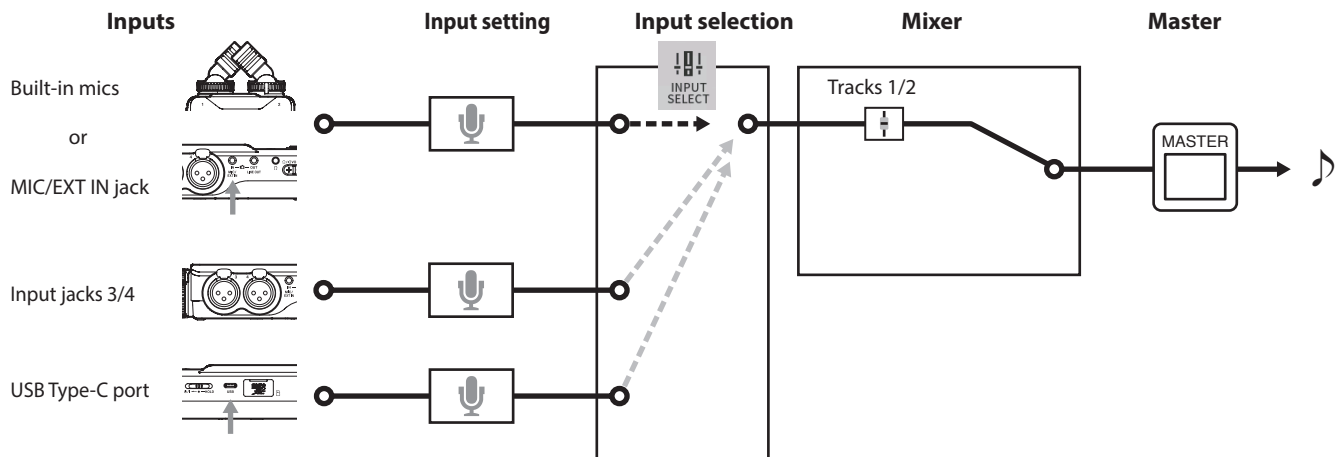 Inputs
Input setting
Input selection
Mixer
Master
Built-in mics
or
MIC/EXT IN jack
INPUT
SELECT
Tracks 1/2
MASTER
Input jacks 3/4
USB Type-C port
USB